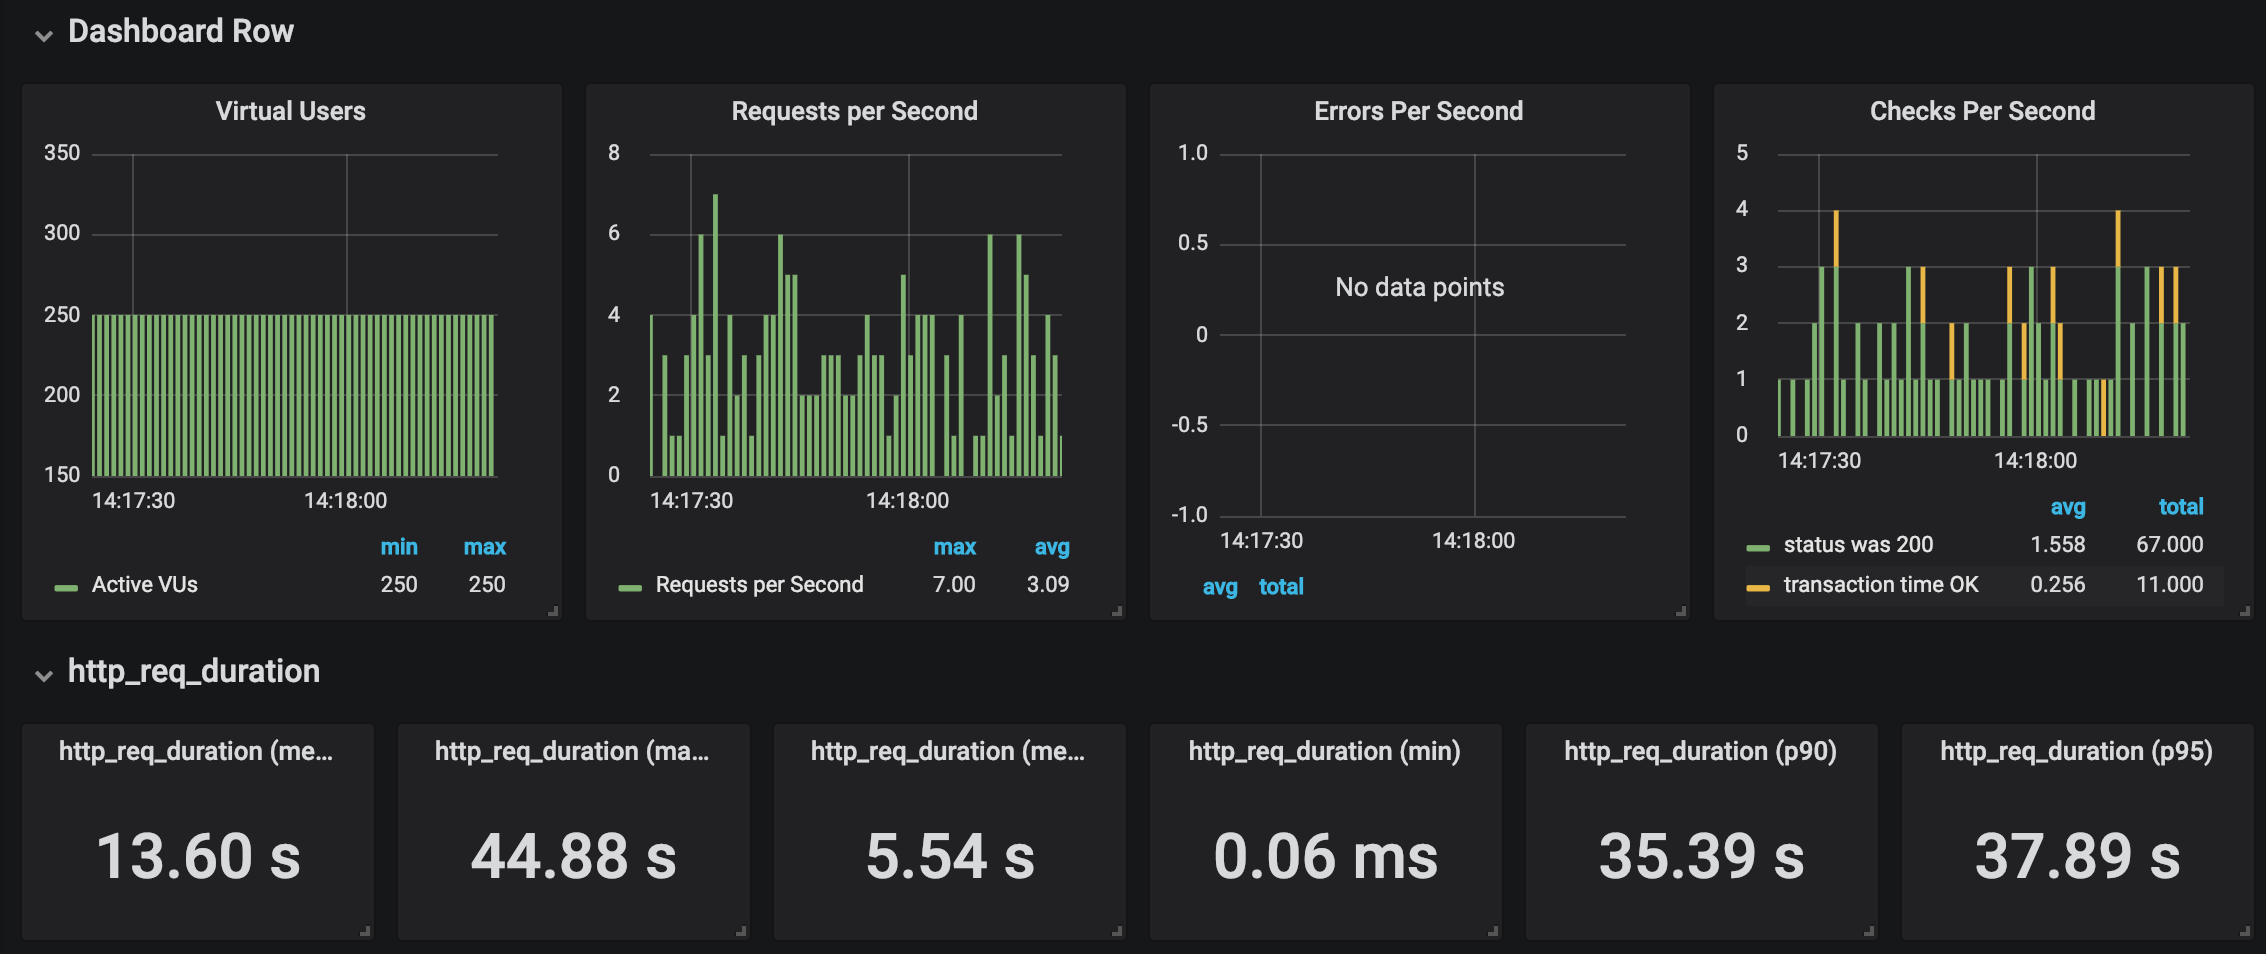 Dashboard Row
Virtual Users
350
300
250
200
150
14:17:30 14:18:00
min max
Active VUs 250 250
Requests per Second
8
6
4
2
0
14:17:30 14:18:00
max avg
Requests per Second 7.00 3.09
Errors Per Second
1.0
0.5
0
-0.5
-1.0
No data points
14:17:30 14:18:00
avg total
Checks Per Second
5
4
3
2
1
0
14:17:30 14:18:00
avg total
status was 200 1.558 67.000
transaction time OK 0.256 11.000
http_req_duration
http_req_duration (me...
13.60 s
http_req_duration (ma...
44.88 s
http_req_duration (me...
5.54 s
http_req_duration (min)
0.06 ms
http_req_duration (p90)
35.39 s
http_req_duration (p95)
37.89 s